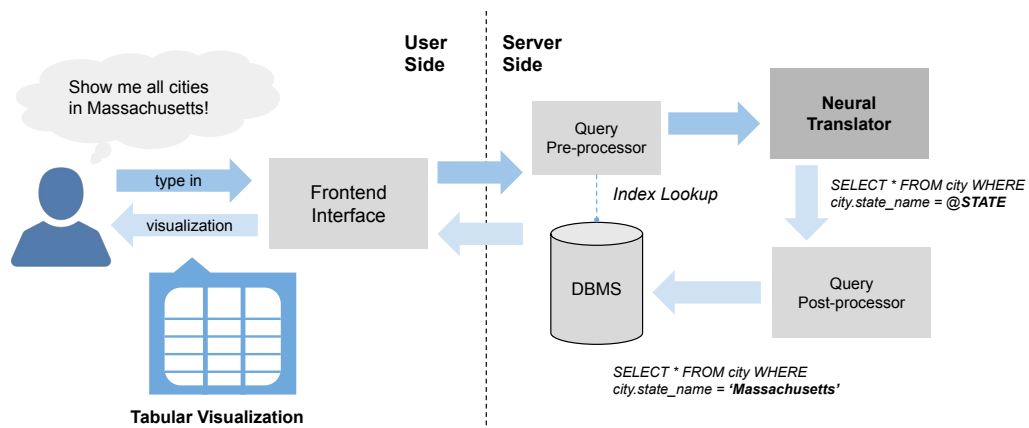 User
Side
Server
Side
Show me all cities
in Massachusetts!
type in
visualization
Frontend
Interface
Tabular Visualization
Query
Pre-processor
Neural
Translator
Index Lookup
SELECT * FROM city WHERE
city.state_name = @STATE
DBMS
Query
Post-processor
SELECT * FROM city WHERE
city.state_name = ‘Massachusetts’